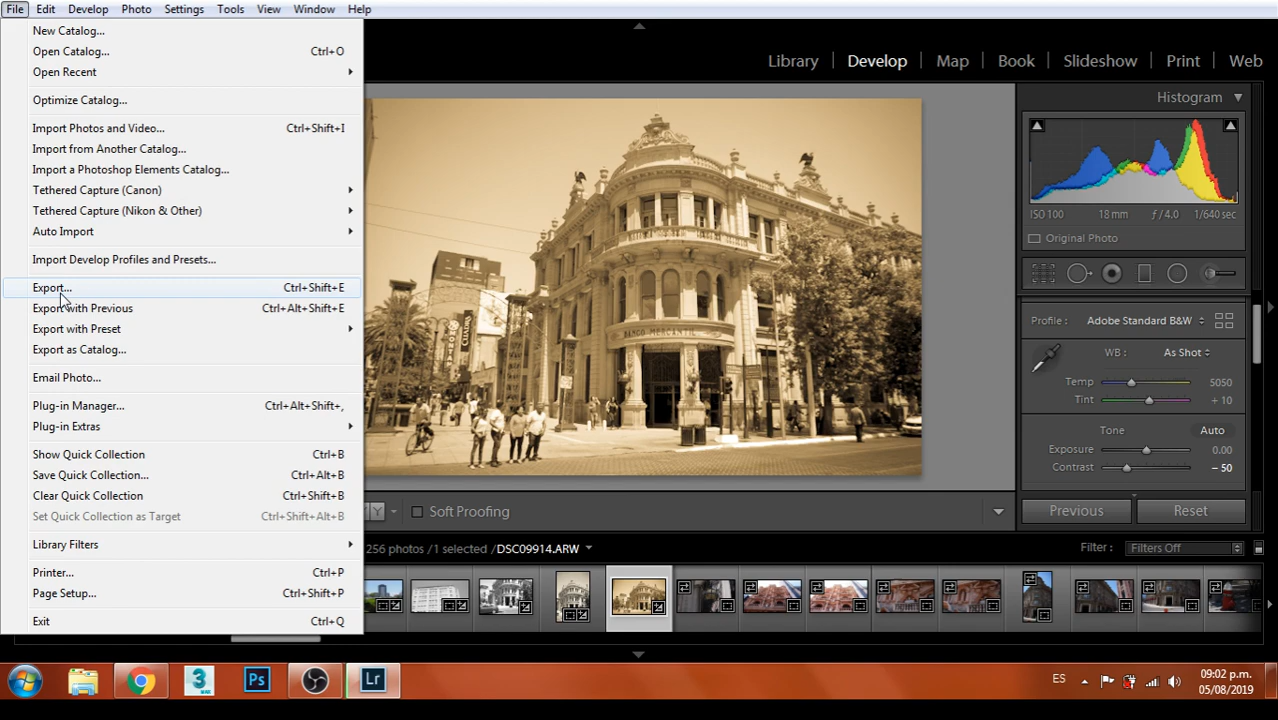 File Edit Develop Photo Settings Tools View Window Help
New Catalog...
Open Catalog... Ctrl+O
Open Recent
Optimize Catalog...
Import Photos and Video... Ctrl+Shift+I
Import from Another Catalog...
Import a Photoshop Elements Catalog...
Tethered Capture (Canon)
Tethered Capture (Nikon & Other)
Auto Import
Import Develop Profiles and Presets...
Export... Ctrl+Shift+E
Export with Previous Ctrl+Alt+Shift+E
Export with Preset
Export as Catalog...
Email Photo...
Plug-in Manager... Ctrl+Alt+Shift+,
Plug-in Extras
Show Quick Collection Ctrl+B
Save Quick Collection... Ctrl+Alt+B
Clear Quick Collection Ctrl+Shift+B
Set Quick Collection as Target Ctrl+Shift+Alt+B
Library Filters
Printer... Ctrl+P
Page Setup... Ctrl+Shift+P
Exit Ctrl+Q
Library Develop Map Book Slideshow Print Web
BANCO MERCANTIL
Histogram
ISO 100 18 mm ƒ / 4.0 1/640 sec
Original Photo
Profile : Adobe Standard B&W
WB : As Shot
Temp 5050
Tint + 10
Tone Auto
Exposure 0.00
Contrast – 50
Previous Reset
Y Soft Proofing
256 photos / 1 selected / DSC09914.ARW
Filter : Filters Off
3 Ps Lr
ES
09:02 p.m.
05/08/2019